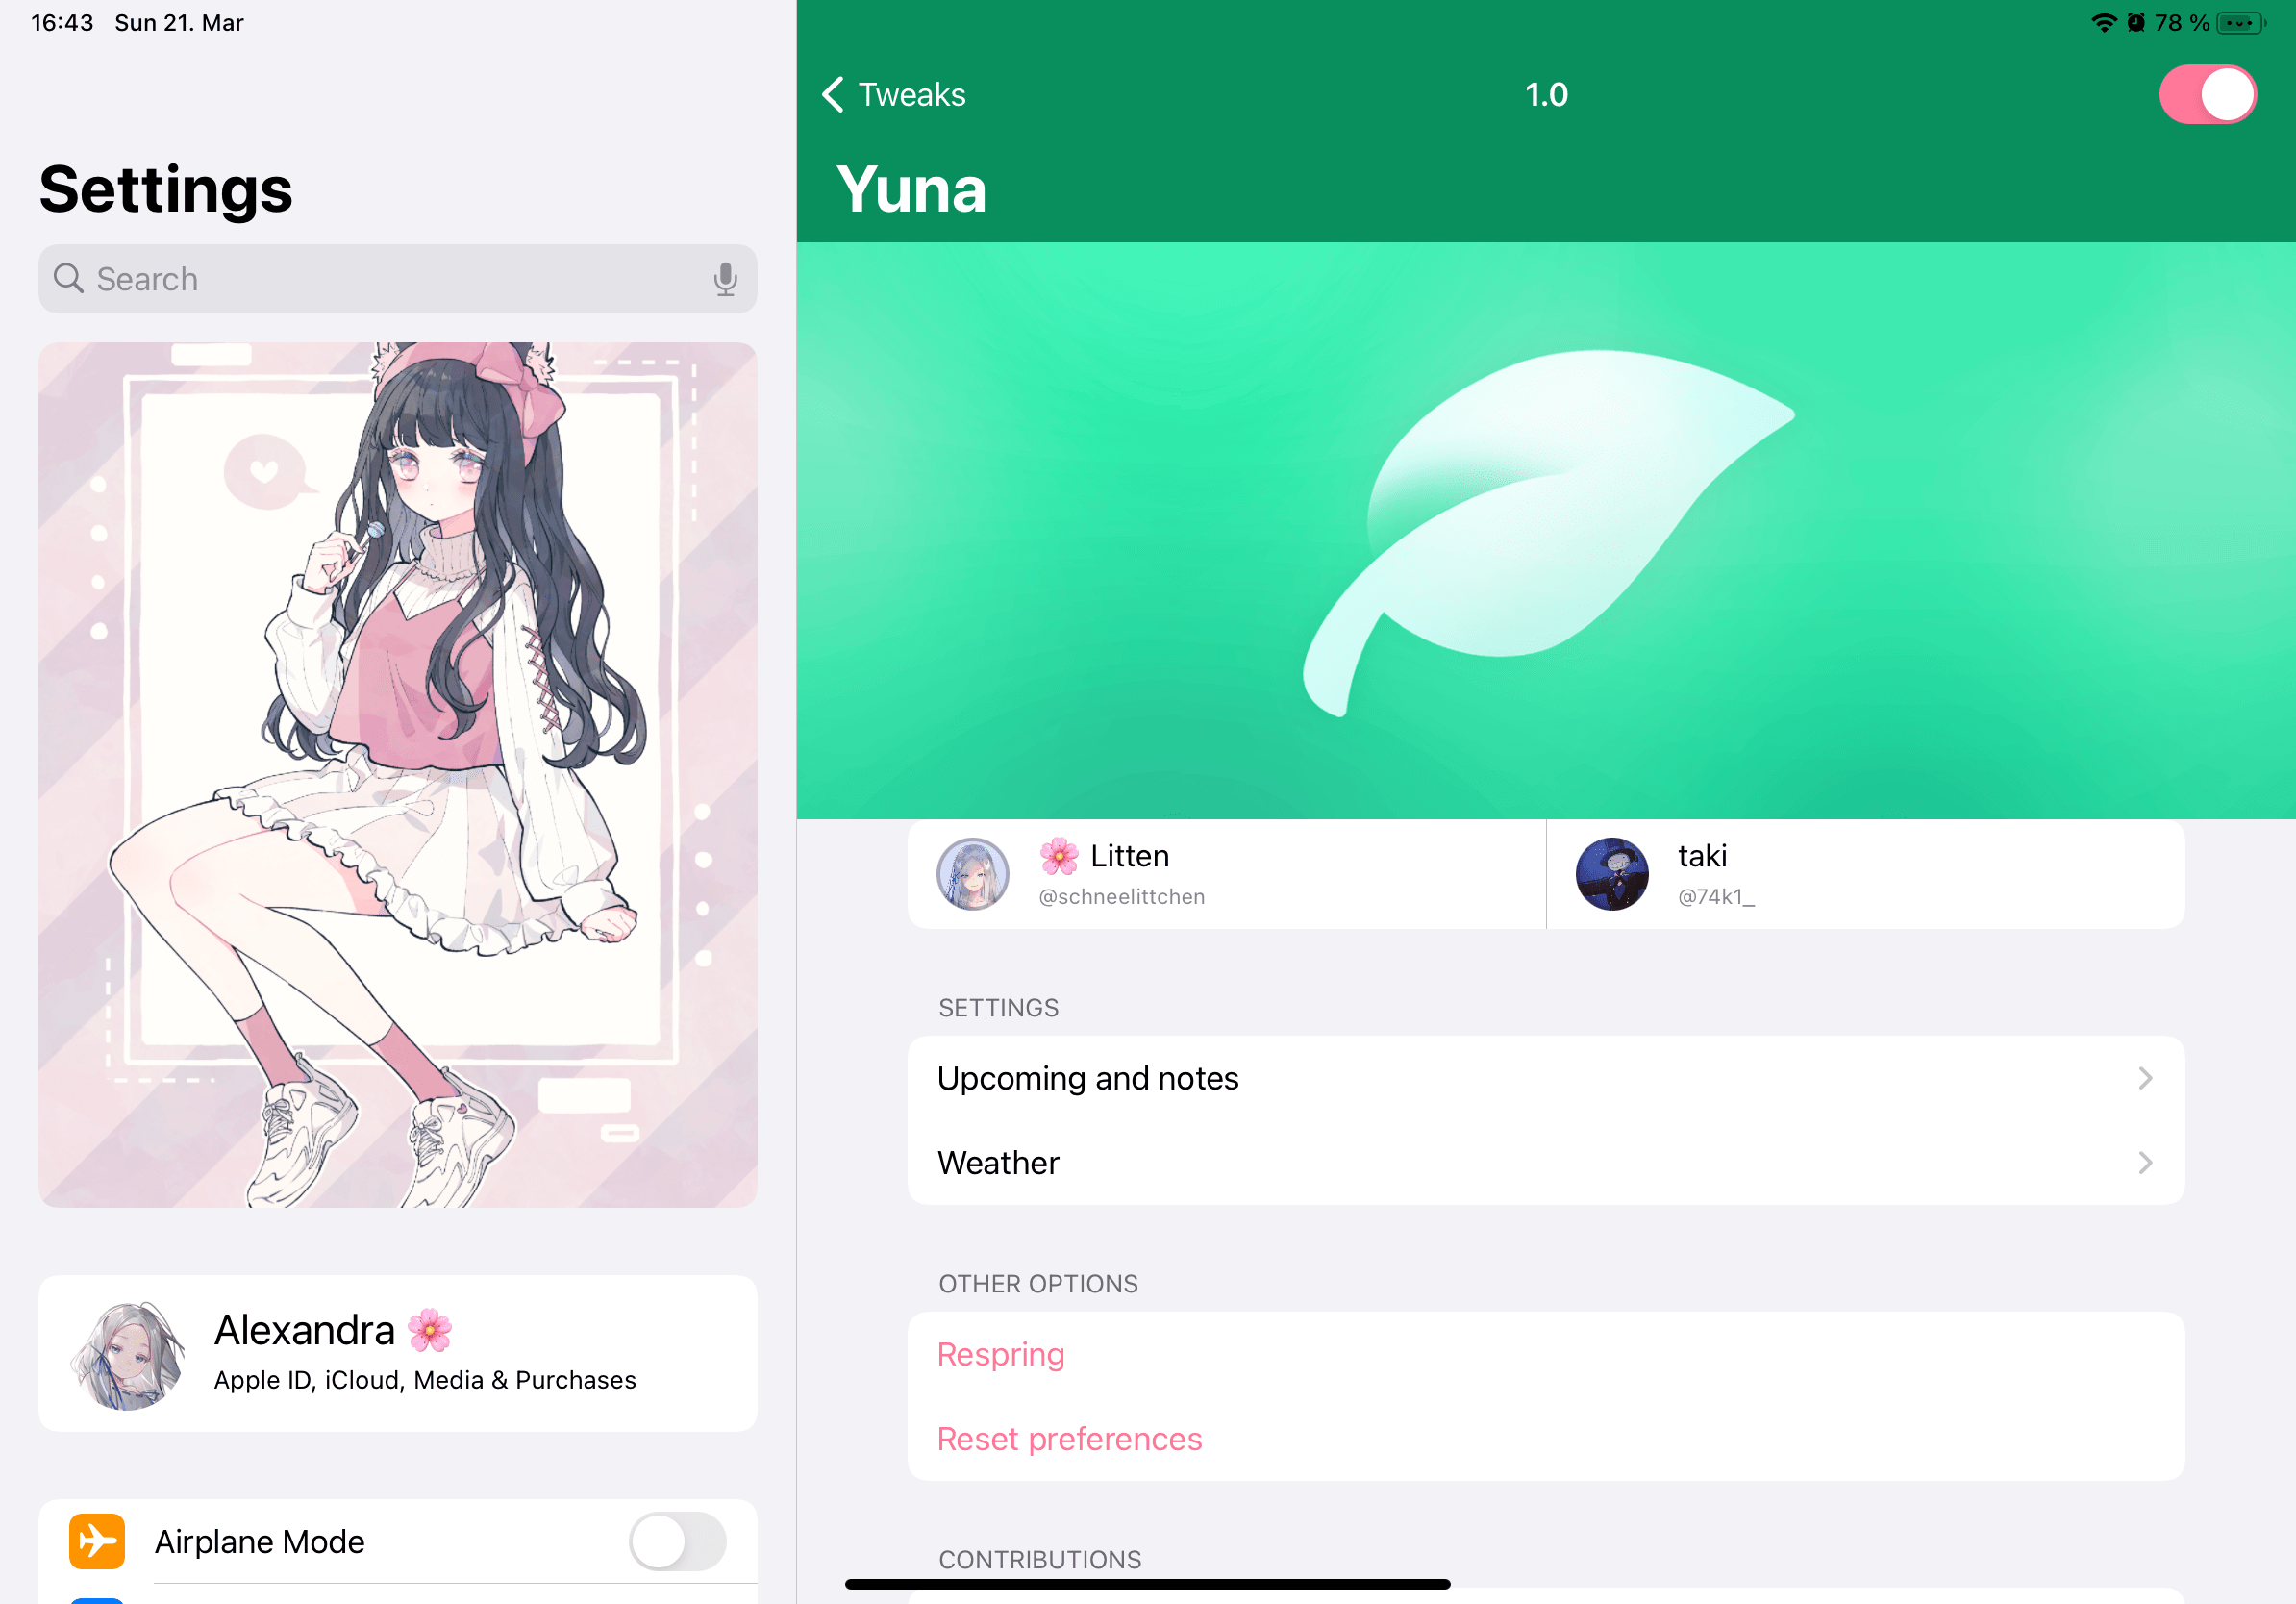 16:43 Sun 21. Mar
78 %
Settings
Search
Alexandra 🌸
Apple ID, iCloud, Media & Purchases
Airplane Mode
Tweaks
1.0
Yuna
🌸 Litten
@schneelittchen
taki
@74k1_
SETTINGS
Upcoming and notes
Weather
OTHER OPTIONS
Respring
Reset preferences
CONTRIBUTIONS